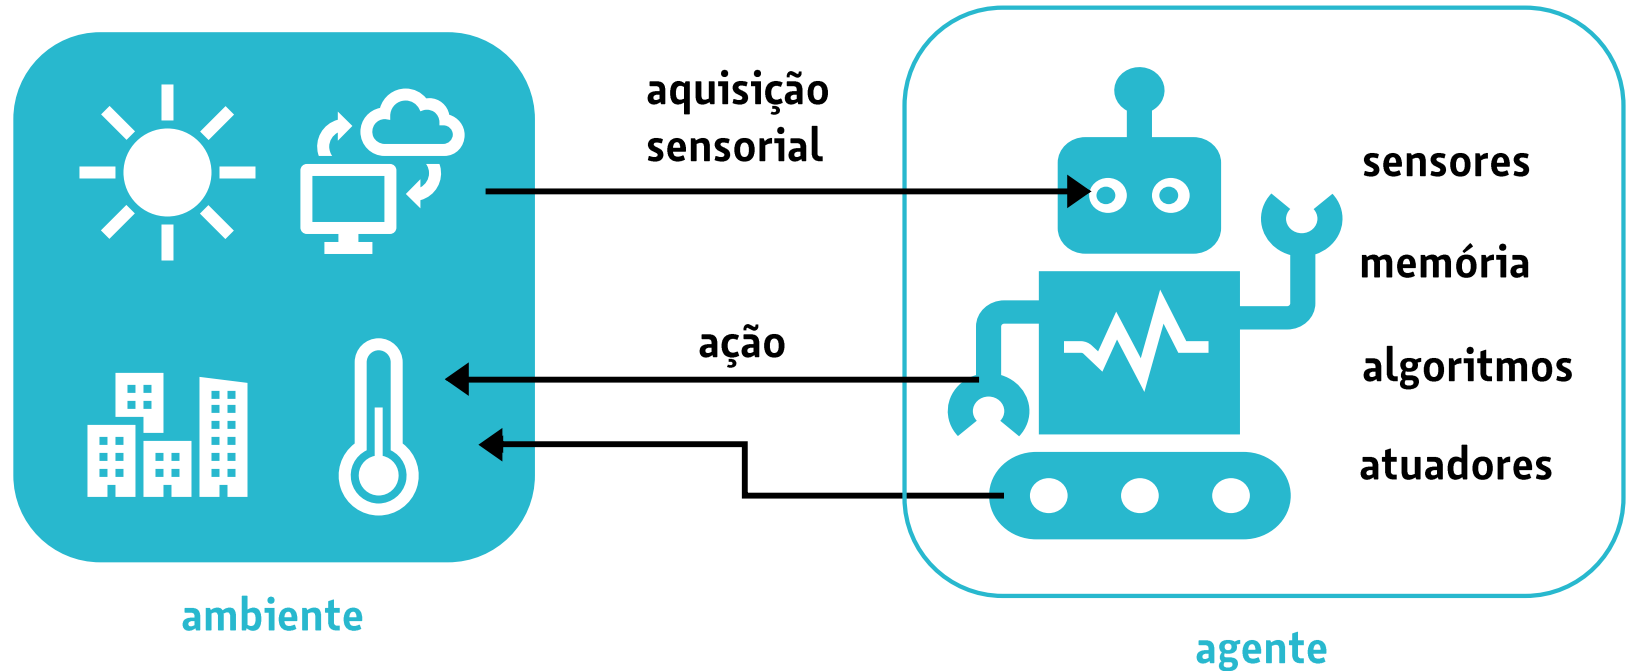 aquisição
sensorial
sensores
memória
ação
algoritmos
atuadores
ambiente
agente